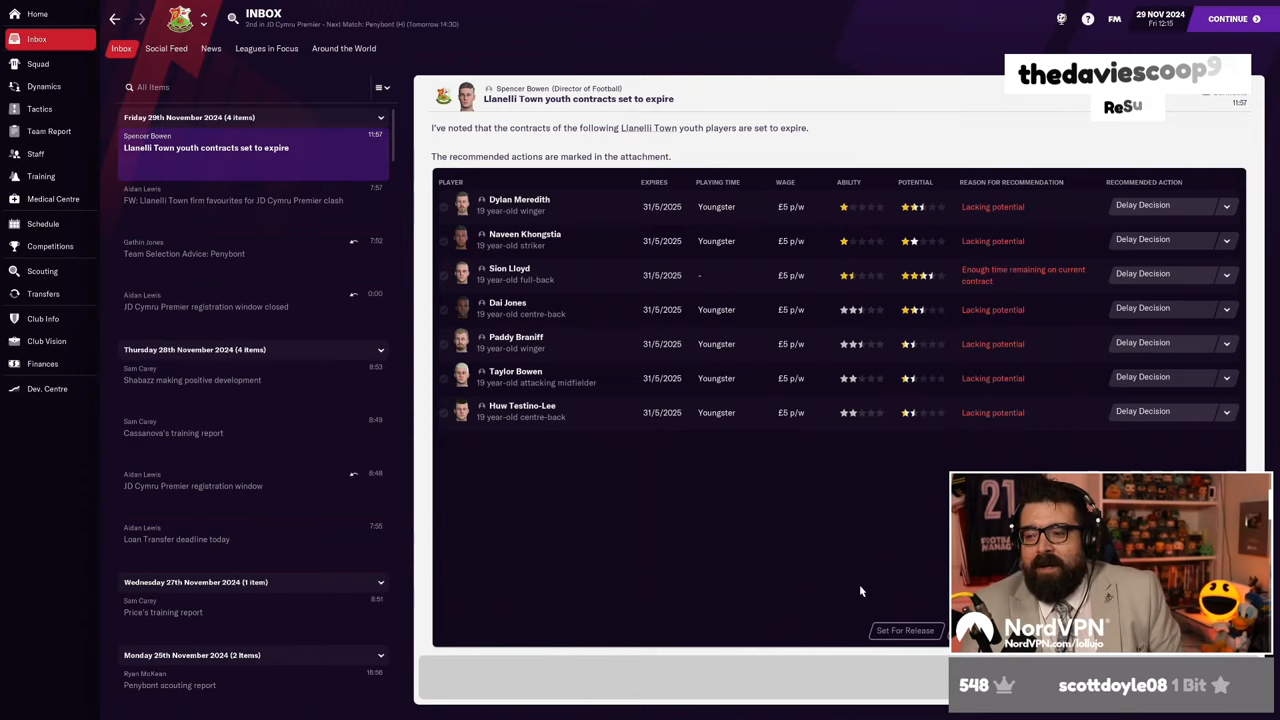 Home
Inbox
Squad
Dynamics
Tactics
Team Report
Staff
Training
Medical Centre
Schedule
Competitions
Scouting
Transfers
Club Info
Club Vision
Finances
Dev. Centre
INBOX
2nd in JD Cymru Premier - Next Match: Penybont (H) (Tomorrow 14:30)
FM
29 NOV 2024
Fri 12:15
CONTINUE
Inbox
Social Feed
News
Leagues in Focus
Around the World
All Items
Friday 29th November 2024 (4 items)
Spencer Bowen
11:57
Llanelli Town youth contracts set to expire
Aidan Lewis
7:57
FW: Llanelli Town firm favourites for JD Cymru Premier clash
Gethin Jones
7:52
Team Selection Advice: Penybont
Aidan Lewis
0:00
JD Cymru Premier registration window closed
Thursday 28th November 2024 (4 items)
Sam Carey
8:53
Shabazz making positive development
Sam Carey
8:49
Cassanova's training report
Aidan Lewis
8:48
JD Cymru Premier registration window
Aidan Lewis
7:55
Loan Transfer deadline today
Wednesday 27th November 2024 (1 item)
Sam Carey
8:51
Price's training report
Monday 25th November 2024 (2 Items)
Ryan McKean
16:56
Penybont scouting report
Spencer Bowen (Director of Football)
Llanelli Town youth contracts set to expire
11:57
I've noted that the contracts of the following Llanelli Town youth players are set to expire.
The recommended actions are marked in the attachment.
PLAYER EXPIRES PLAYING TIME WAGE ABILITY POTENTIAL REASON FOR RECOMMENDATION RECOMMENDED ACTION
Dylan Meredith
19 year-old winger
31/5/2025 Youngster £5 p/w Lacking potential Delay Decision
Naveen Khongstia
19 year-old striker
31/5/2025 Youngster £5 p/w Lacking potential Delay Decision
Sion Lloyd
19 year-old full-back
31/5/2025 - £5 p/w Enough time remaining on current
contract
Delay Decision
Dai Jones
19 year-old centre-back
31/5/2025 Youngster £5 p/w Lacking potential Delay Decision
Paddy Braniff
19 year-old winger
31/5/2025 Youngster £5 p/w Lacking potential Delay Decision
Taylor Bowen
19 year-old attacking midfielder
31/5/2025 Youngster £5 p/w Lacking potential Delay Decision
Huw Testino-Lee
19 year-old centre-back
31/5/2025 Youngster £5 p/w Lacking potential Delay Decision
Set For Release
thedaviescoop9
ReSu
21
NordVPN
NordVPN.com/lollujo
548
scottdoyle08 1 Bit